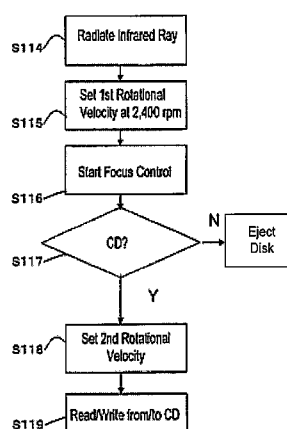 S114
Radiate Infrared Ray
S115
Set 1st Rotational
Velocity at 2,400 rpm
S116
Start Focus Control
S117
CD?
N
Eject
Disk
Y
S118
Set 2nd Rotational
Velocity
S119
Read/Write from/to CD